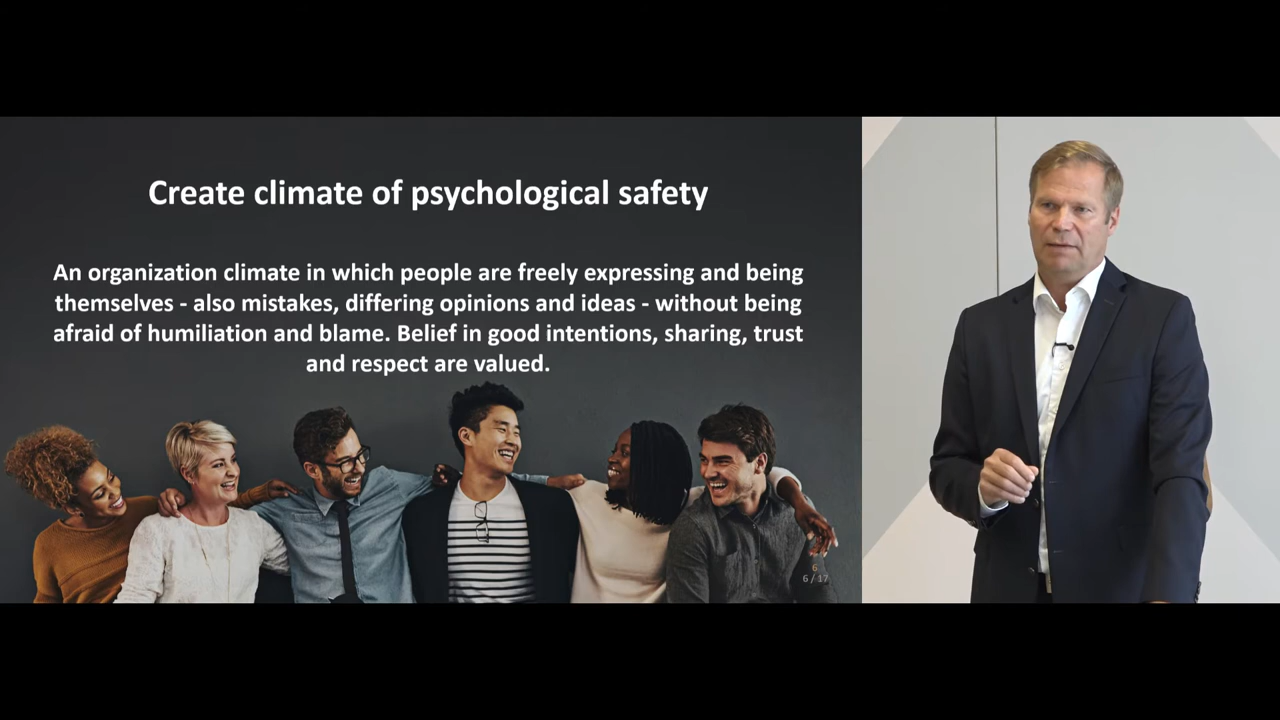 Create climate of psychological safety
An organization climate in which people are freely expressing and being
themselves - also mistakes, differing opinions and ideas - without being
afraid of humiliation and blame. Belief in good intentions, sharing, trust
and respect are valued.
6
6 / 17